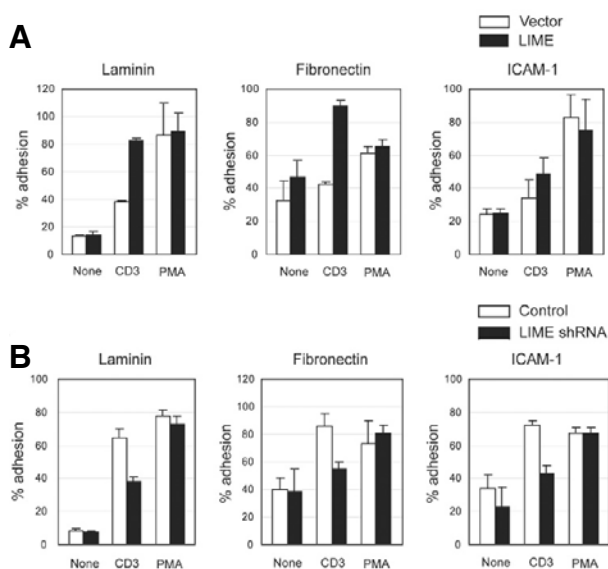 A
Vector
LIME
Laminin
Fibronectin
ICAM-1
% adhesion
120
100
80
60
40
20
0
None CD3 PMA
% adhesion
100
80
60
40
20
0
None CD3 PMA
% adhesion
100
80
60
40
20
0
None CD3 PMA
B
Control
LIME shRNA
Laminin
Fibronectin
ICAM-1
% adhesion
100
80
60
40
20
0
None CD3 PMA
% adhesion
120
100
80
60
40
20
0
None CD3 PMA
% adhesion
100
80
60
40
20
0
None CD3 PMA